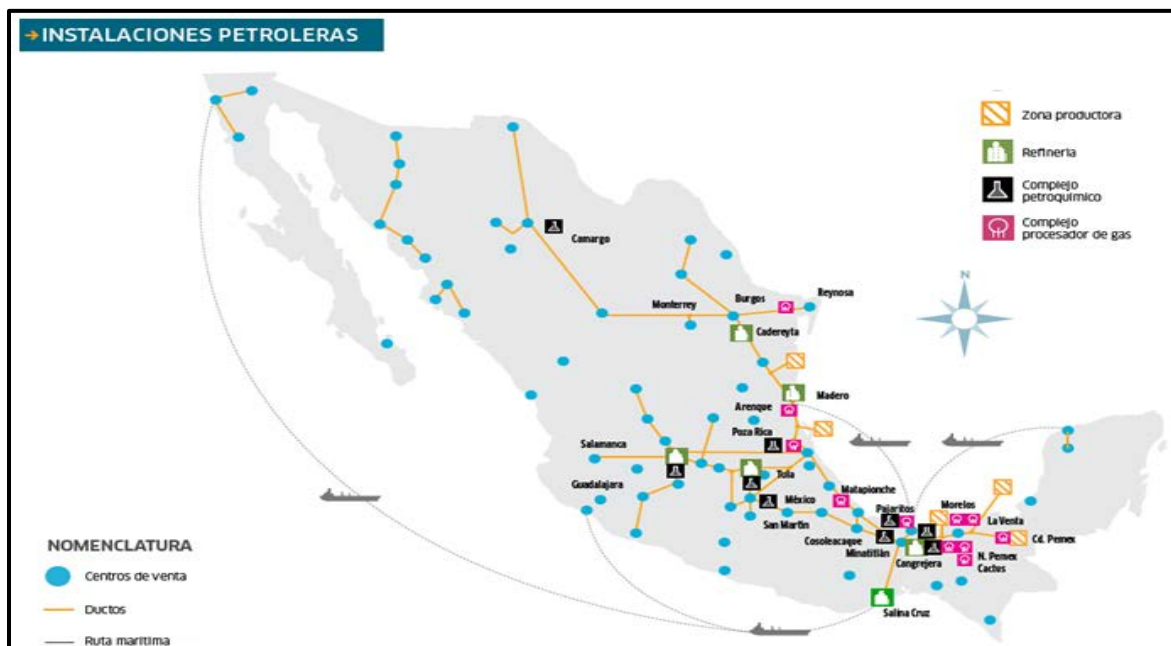 INSTALACIONES PETROLERAS
Zona productora
Refineria
Complejo
petroquímico
Complejo
procesador de gas
N
Camargo
Monterrey
Burgos
Reynosa
Cadereyta
Madero
Arenque
Poza Rica
Salamanca
Tula
Guadalajara
Matapionche
México
San Martín
Pajaritos
Morelos
La Venta
Cosoleacaque
Minatitlán
Cangrejera
N. Pemex
Cactus
Cd. Pemex
Salina Cruz
NOMENCLATURA
Centros de venta
Ductos
Ruta marítima